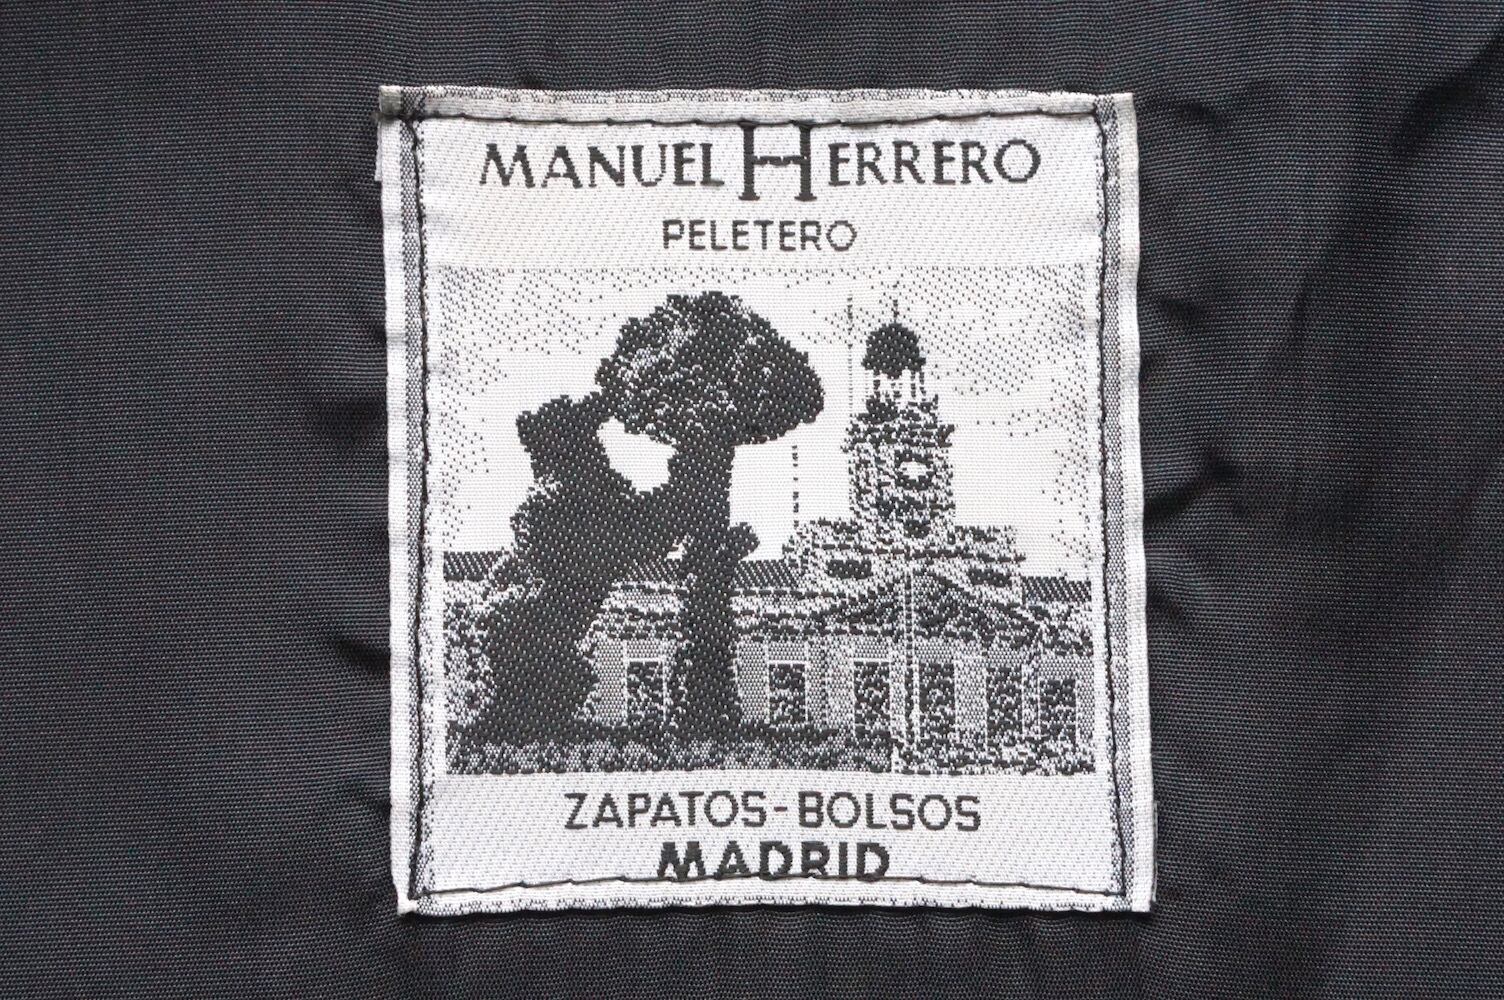 MANUEL HERRERO
PELETERO
ZAPATOS-BOLSOS
MADRID